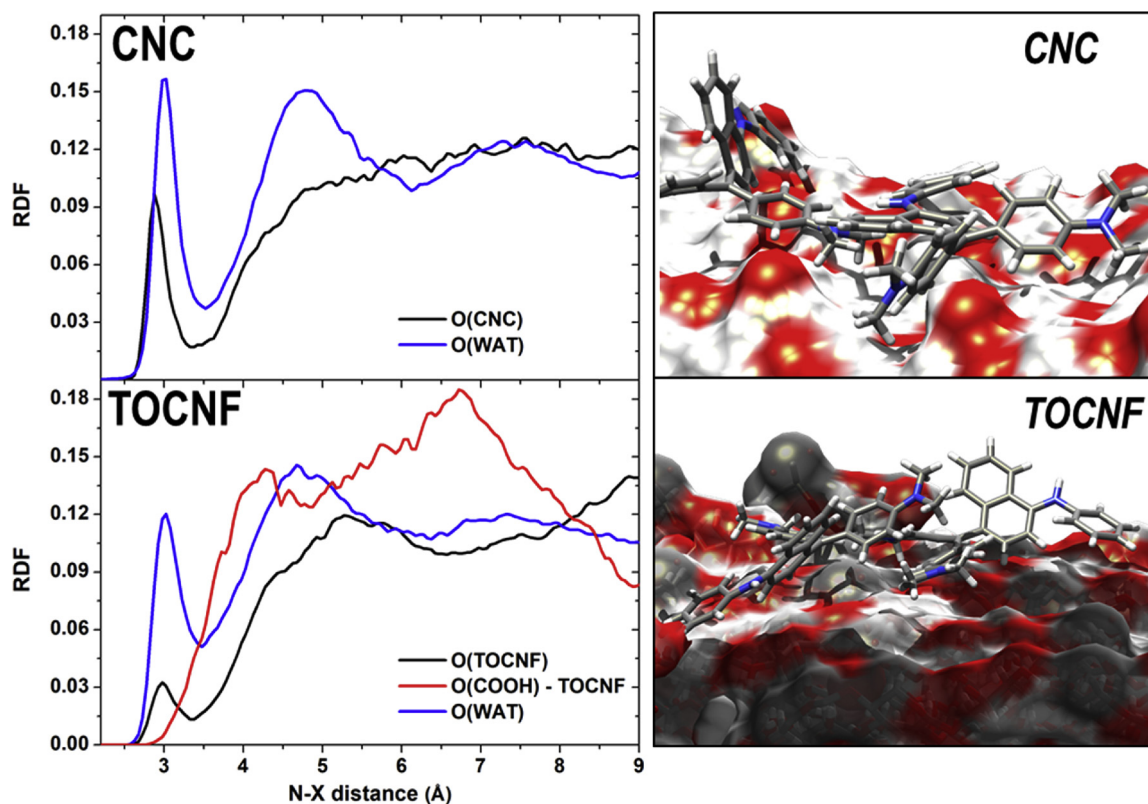 CNC
0.18
0.15
0.12
0.09
0.06
0.03
RDF
O(CNC)
O(WAT)
CNC
TOCNF
0.18
0.15
0.12
0.09
0.06
0.03
0.00
RDF
O(TOCNF)
O(COOH) - TOCNF
O(WAT)
3 4 5 6 7 8 9
N-X distance (Å)
TOCNF